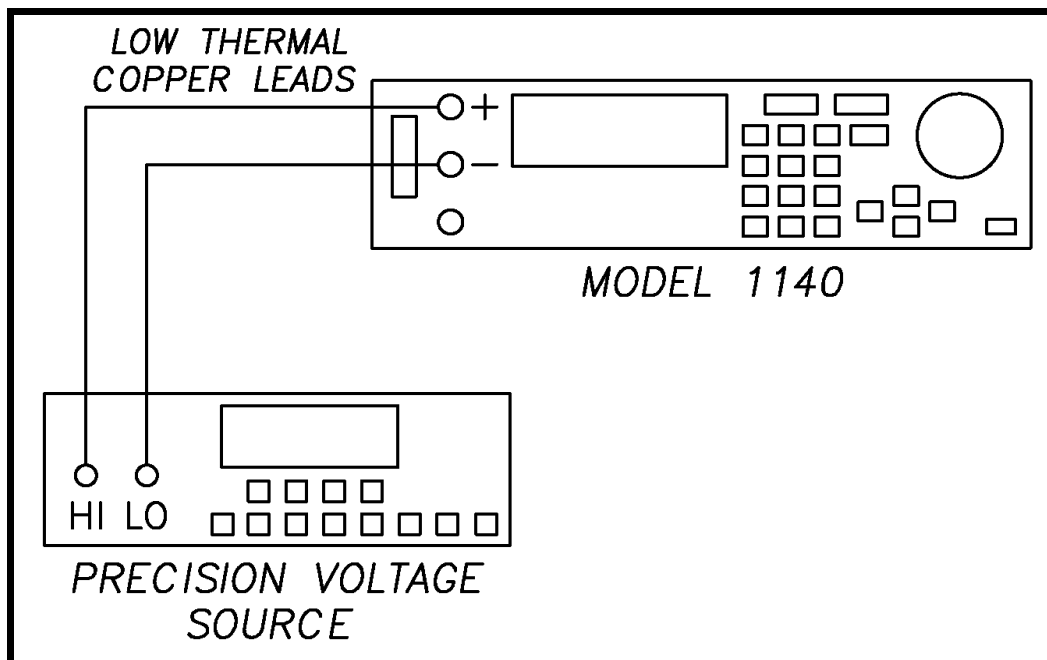 LOW THERMAL
COPPER LEADS
+
−
MODEL 1140
HI LO
PRECISION VOLTAGE
SOURCE